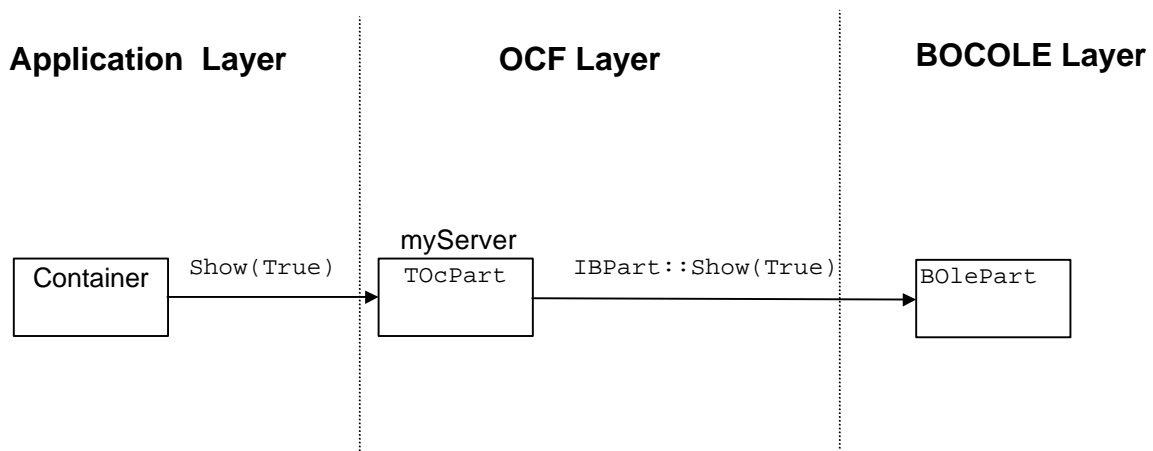 Application Layer
OCF Layer
BOCOLE Layer
Container
Show(True)
myServer
TOcPart
IBPart::Show(True)
BOlePart